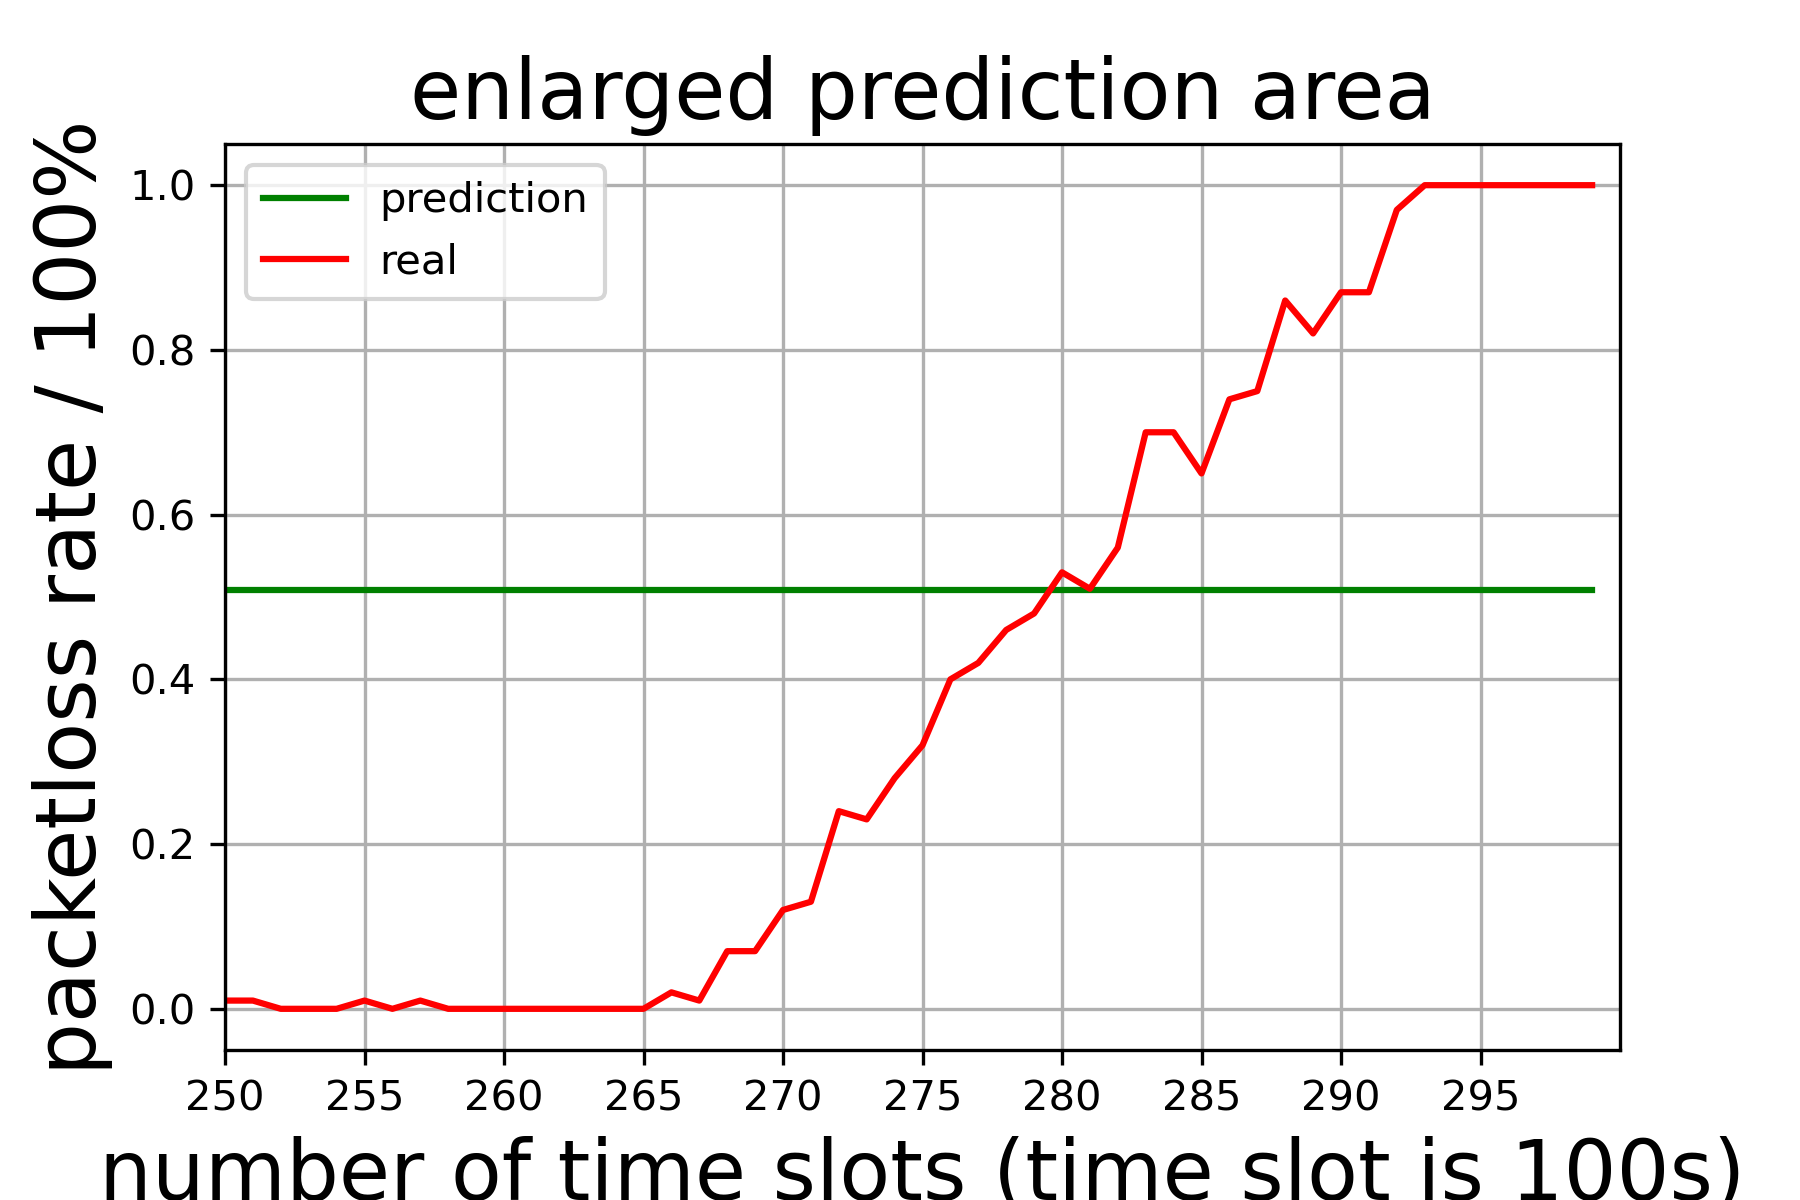 enlarged prediction area
packetloss rate / 100%
prediction
real
1.0
0.8
0.6
0.4
0.2
0.0
250 255 260 265 270 275 280 285 290 295
number of time slots (time slot is 100s)